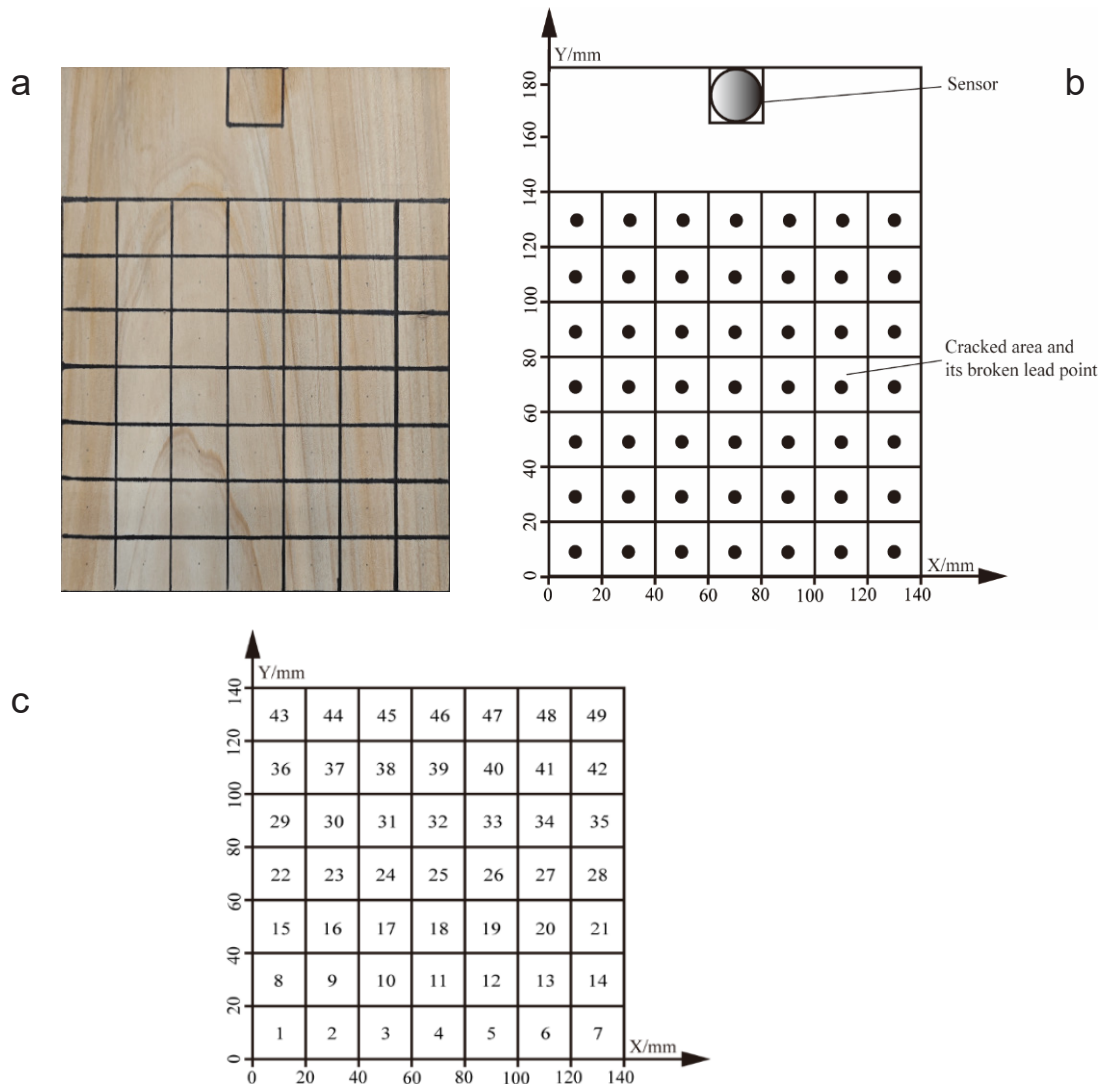 a
b
Y/mm
180
160
140
120
100
80
60
40
20
0
Sensor
Cracked area and
its broken lead point
X/mm
0 20 40 60 80 100 120 140
c
Y/mm
140
120
100
80
60
40
20
0
43 44 45 46 47 48 49
36 37 38 39 40 41 42
29 30 31 32 33 34 35
22 23 24 25 26 27 28
15 16 17 18 19 20 21
8 9 10 11 12 13 14
1 2 3 4 5 6 7
X/mm
0 20 40 60 80 100 120 140